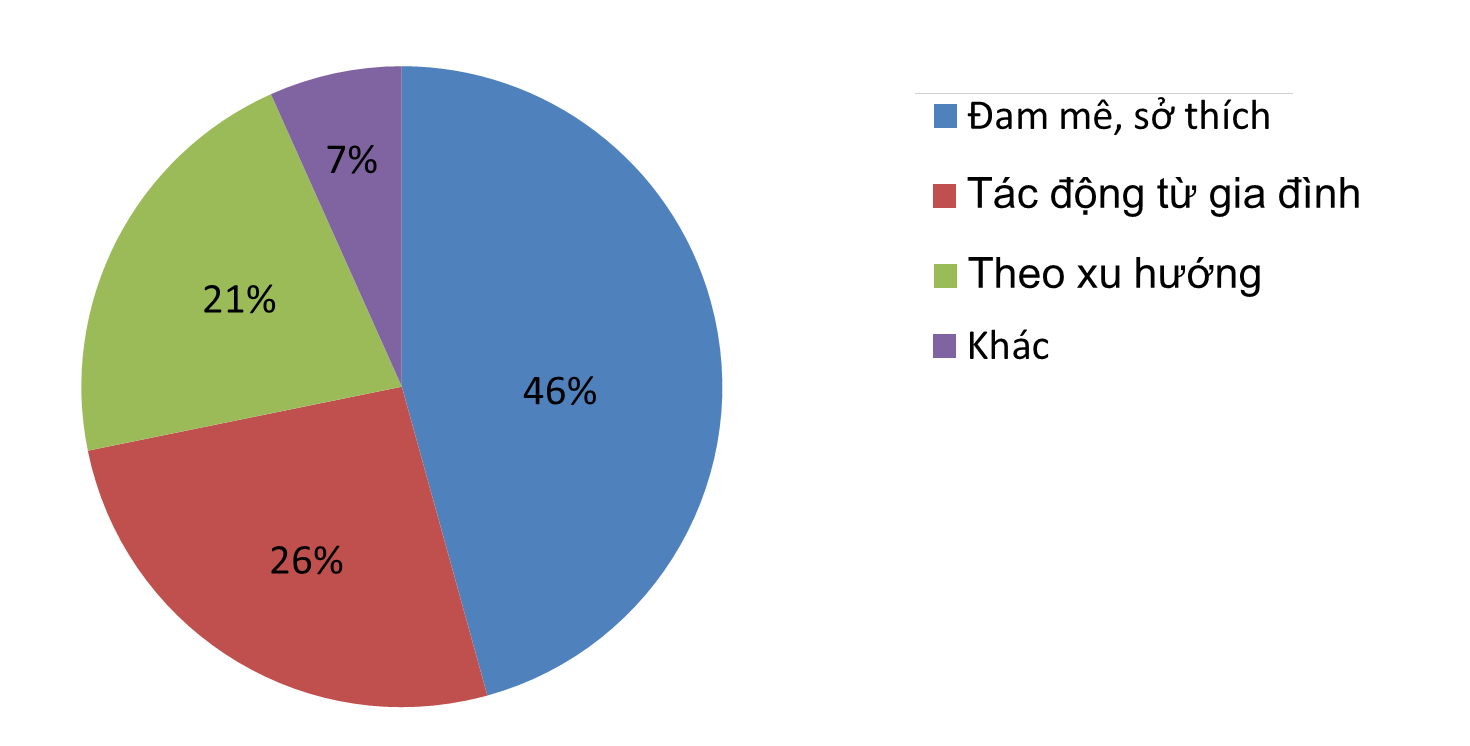 7%
21%
46%
26%
Đam mê, sở thích
Tác động từ gia đình
Theo xu hướng
Khác